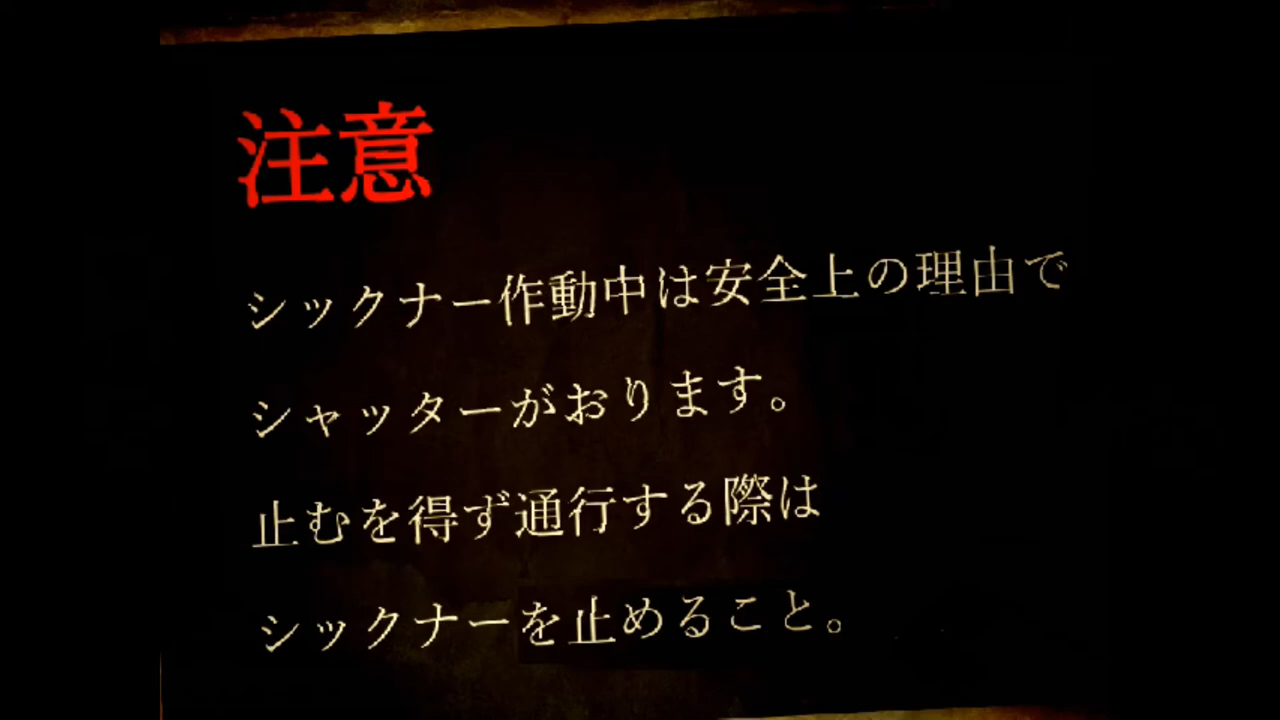 注意
シックナー作動中は安全上の理由で
シャッターがおります。
止むを得ず通行する際は
シックナーを止めること。